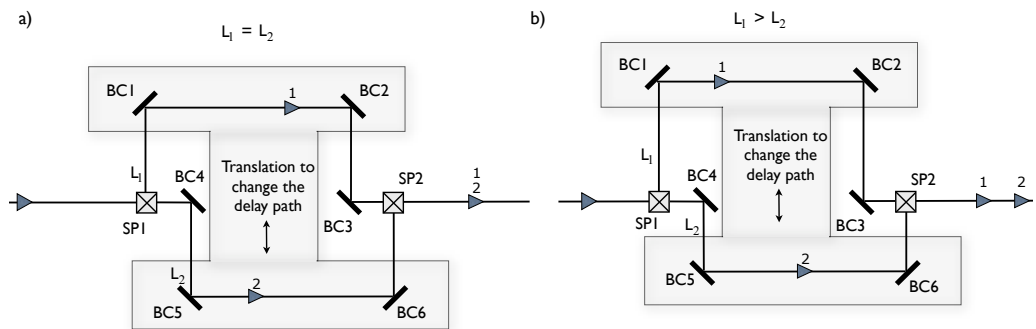 a)
L1 = L2
BC1
1
BC2
L1
BC4
Translation to
change the
delay path
SP1
SP2
1
2
BC3
L2
2
BC5
BC6
b)
L1 > L2
BC1
1
BC2
L1
BC4
Translation to
change the
delay path
SP1
SP2
1
2
BC3
L2
2
BC5
BC6